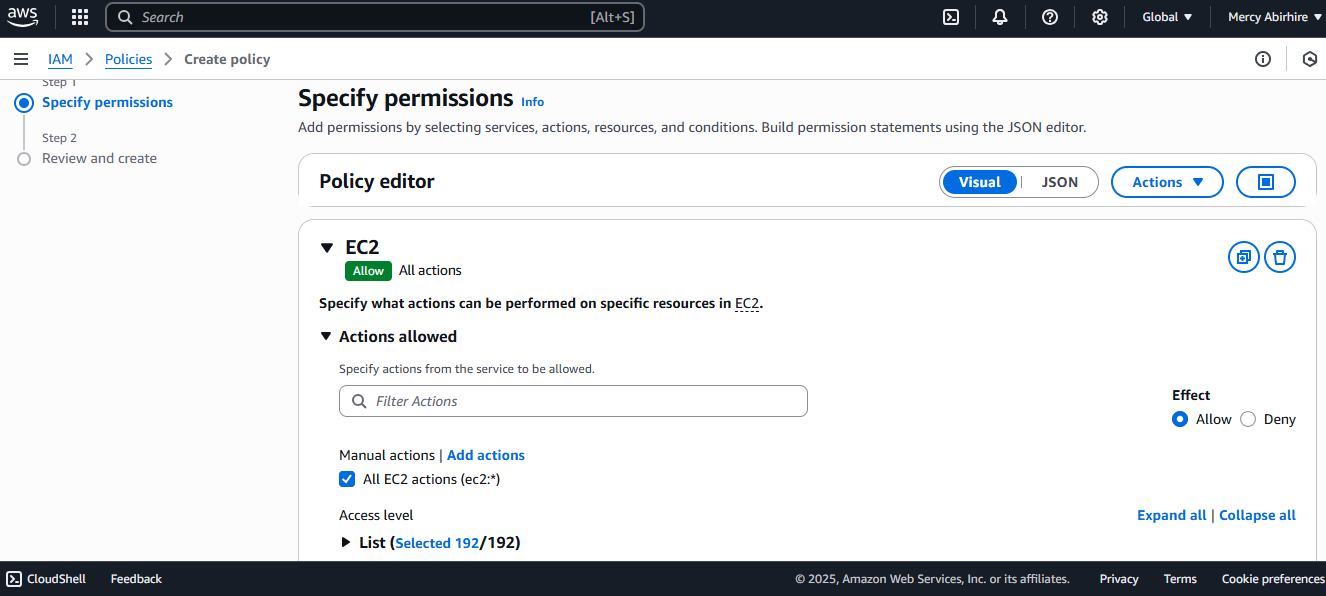 aws
Search [Alt+S]
Global ▼
Mercy Abirhire ▼
IAM > Policies > Create policy
Step 1
Specify permissions
Step 2
Review and create
Specify permissions Info
Add permissions by selecting services, actions, resources, and conditions. Build permission statements using the JSON editor.
Policy editor
Visual | JSON
Actions ▼
▼ EC2
Allow All actions
Specify what actions can be performed on specific resources in EC2.
▼ Actions allowed
Specify actions from the service to be allowed.
Filter Actions
Effect
Allow Deny
Manual actions | Add actions
All EC2 actions (ec2:*)
Access level
Expand all | Collapse all
▶ List (Selected 192/192)
CloudShell Feedback © 2025, Amazon Web Services, Inc. or its affiliates. Privacy Terms Cookie preferences